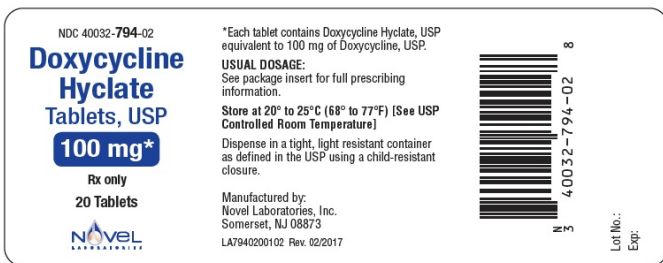 NDC 40032-794-02
Doxycycline
Hyclate
Tablets, USP
100 mg*
Rx only
20 Tablets
NOVEL
LABORATORIES
*Each tablet contains Doxycycline Hyclate, USP
equivalent to 100 mg of Doxycycline, USP.
USUAL DOSAGE:
See package insert for full prescribing
information.
Store at 20° to 25°C (68° to 77°F) [See USP
Controlled Room Temperature]
Dispense in a tight, light resistant container
as defined in the USP using a child-resistant
closure.
Manufactured by:
Novel Laboratories, Inc.
Somerset, NJ 08873
LA7940200102 Rev. 02/2017
N
3 40032-794-02 8
Lot No.:
Exp: